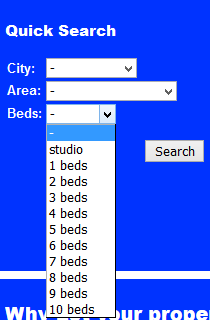 Quick Search
City: -
Area: -
Beds: -
-
studio
1 beds
2 beds
Search
3 beds
4 beds
5 beds
6 beds
7 beds
8 beds
9 beds
10 beds
your